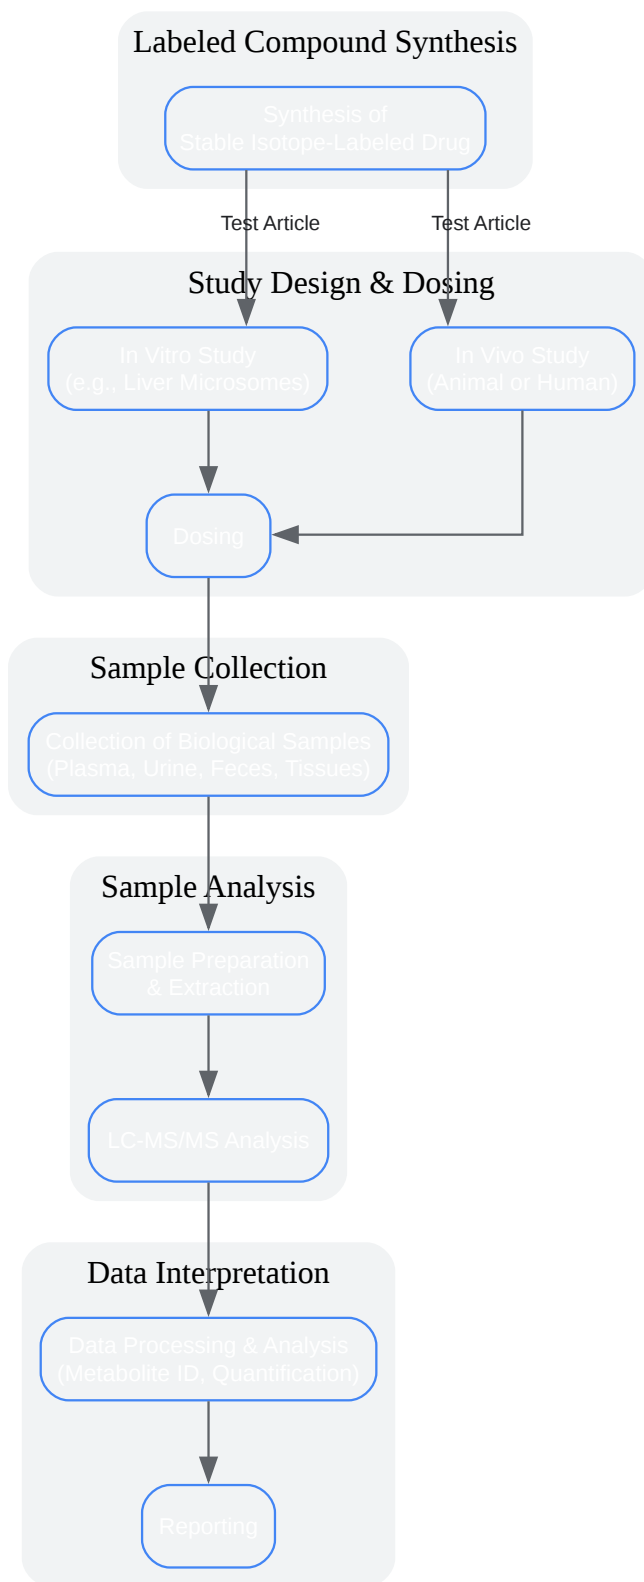 Labeled Compound Synthesis
Synthesis of
Stable Isotope-Labeled Drug
Test Article
Test Article
Study Design & Dosing
In Vitro Study
(e.g., Liver Microsomes)
In Vivo Study
(Animal or Human)
Dosing
Sample Collection
Collection of Biological Samples
(Plasma, Urine, Feces, Tissues)
Sample Analysis
Sample Preparation
& Extraction
LC-MS/MS Analysis
Data Interpretation
Data Processing & Analysis
(Metabolite ID, Quantification)
Reporting